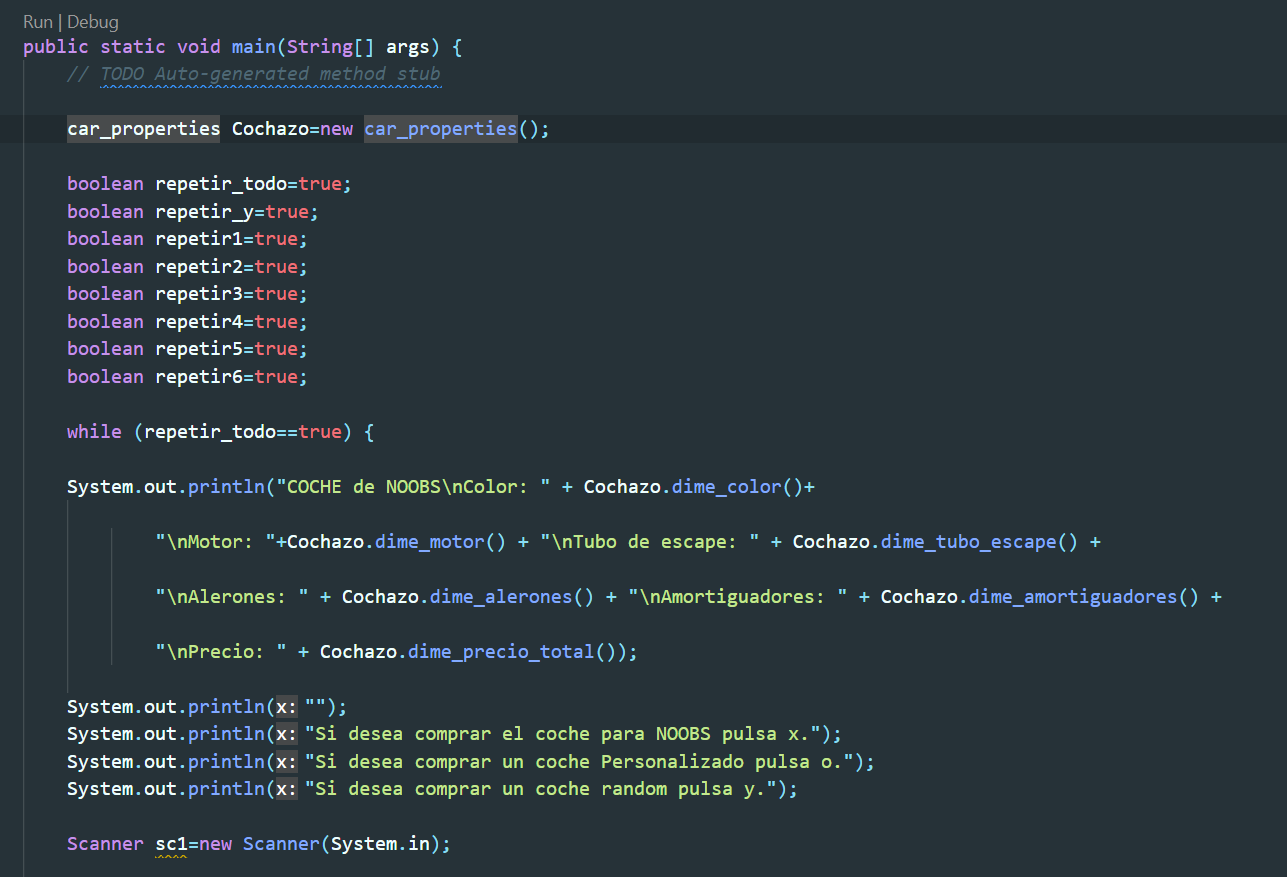 Run | Debug
public static void main(String[] args) {
// TODO Auto-generated method stub
car_properties Cochazo=new car_properties();
boolean repetir_todo=true;
boolean repetir_y=true;
boolean repetir1=true;
boolean repetir2=true;
boolean repetir3=true;
boolean repetir4=true;
boolean repetir5=true;
boolean repetir6=true;
while (repetir_todo==true) {
System.out.println("COCHE de NOOBS\nColor: " + Cochazo.dime_color()+
"\nMotor: "+Cochazo.dime_motor() + "\nTubo de escape: " + Cochazo.dime_tubo_escape() +
"\nAlerones: " + Cochazo.dime_alerones() + "\nAmortiguadores: " + Cochazo.dime_amortiguadores() +
"\nPrecio: " + Cochazo.dime_precio_total());
System.out.println(x: "");
System.out.println(x: "Si desea comprar el coche para NOOBS pulsa x.");
System.out.println(x: "Si desea comprar un coche Personalizado pulsa o.");
System.out.println(x: "Si desea comprar un coche random pulsa y.");
Scanner sc1=new Scanner(System.in);